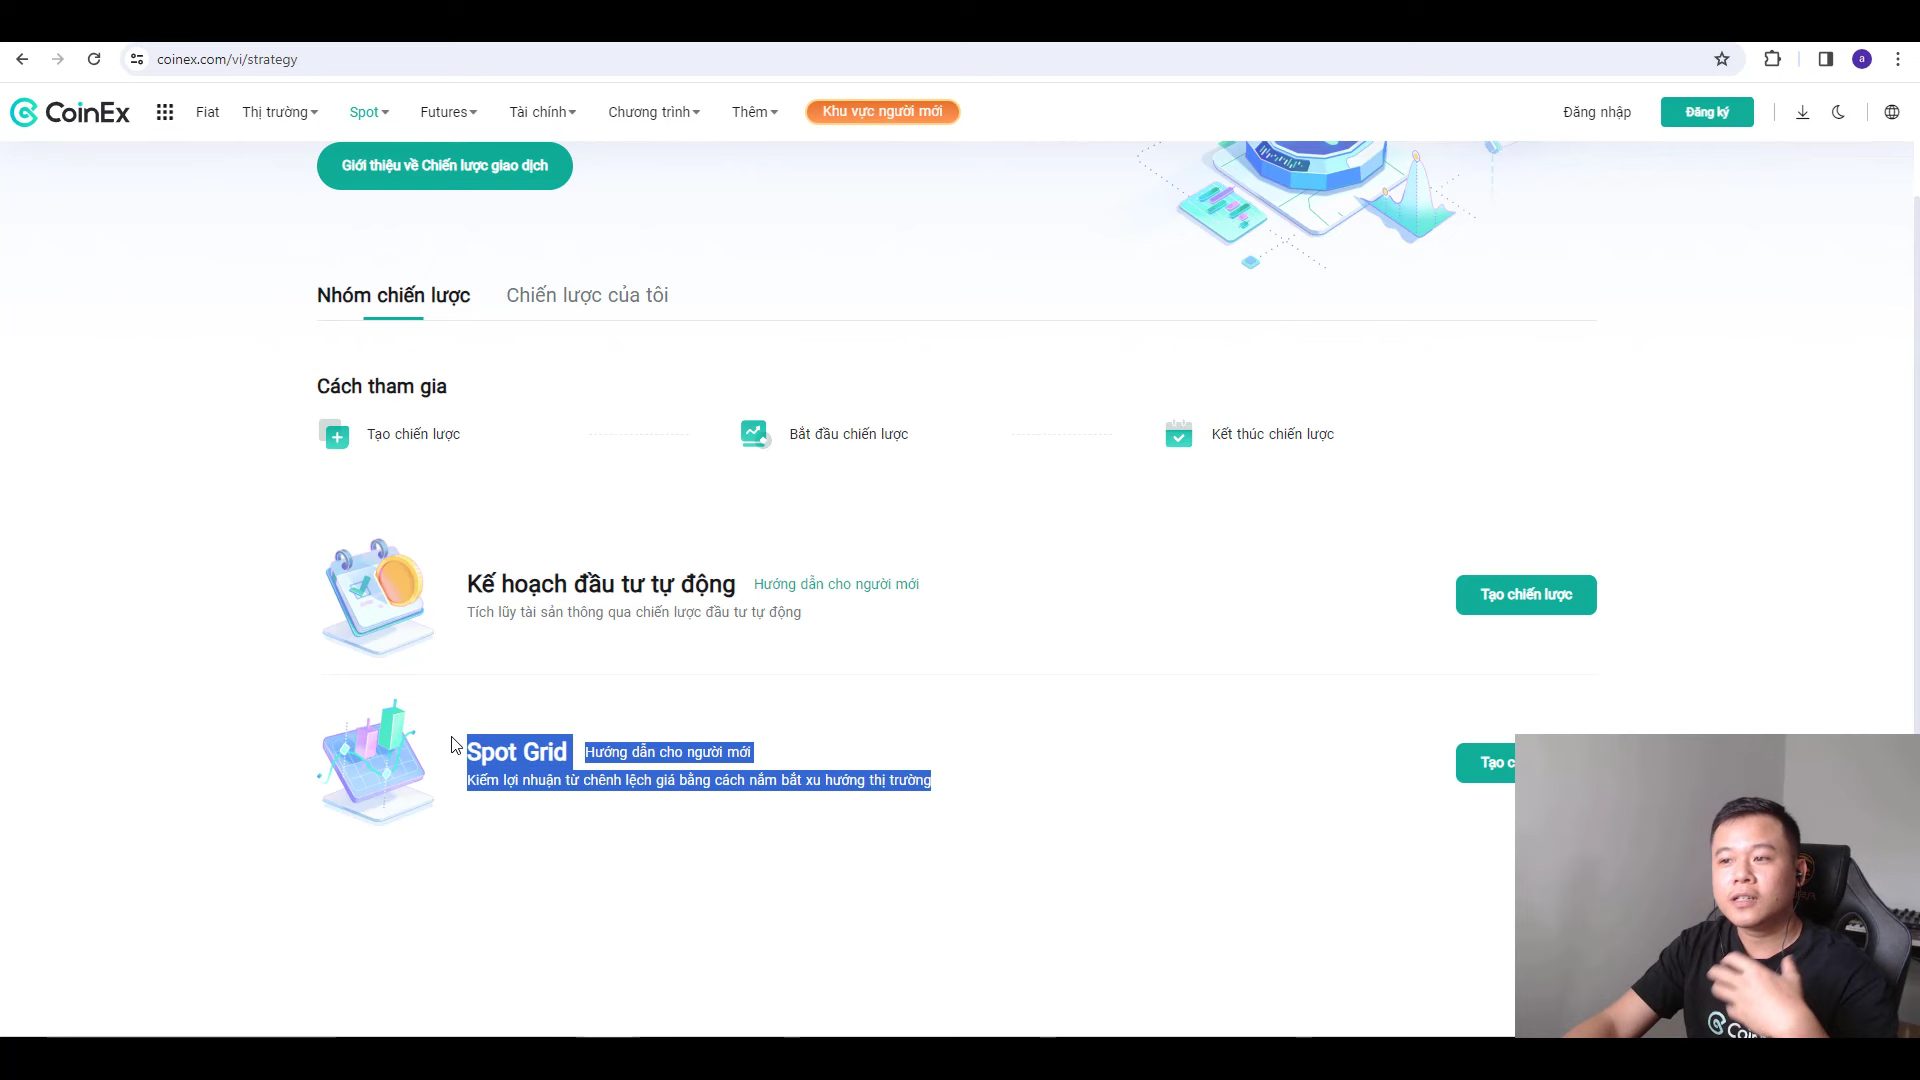 coinex.com/vi/strategy
CoinEx Fiat Thị trường Spot Futures Tài chính Chương trình Thêm Khu vực người mới Đăng nhập Đăng ký
Giới thiệu về Chiến lược giao dịch
Nhóm chiến lược Chiến lược của tôi
Cách tham gia
Tạo chiến lược Bắt đầu chiến lược Kết thúc chiến lược
Kế hoạch đầu tư tự động Hướng dẫn cho người mới
Tích lũy tài sản thông qua chiến lược đầu tư tự động
Tạo chiến lược
Spot Grid Hướng dẫn cho người mới
Kiếm lợi nhuận từ chênh lệch giá bằng cách nắm bắt xu hướng thị trường
Tạo